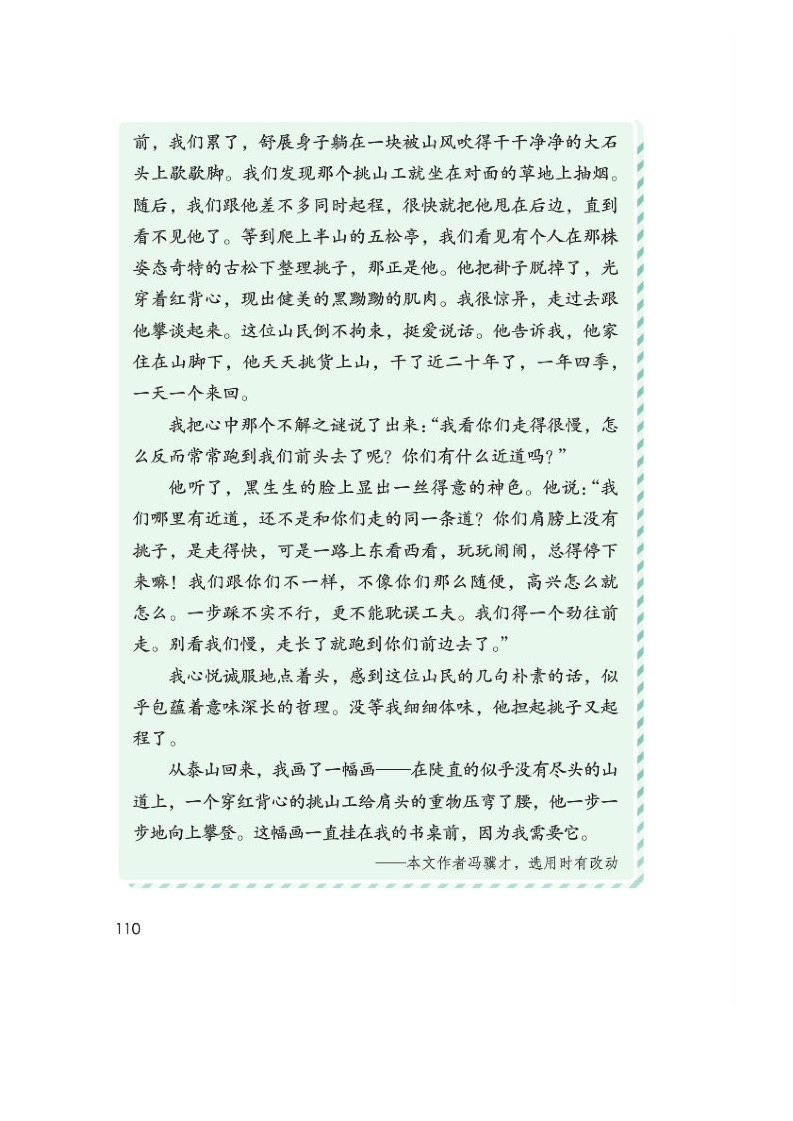 前，我们累了，舒展身子躺在一块被山风吹得干干净净的大石
头上歇歇脚。我们发现那个挑山工就坐在对面的草地上抽烟。
随后，我们跟他差不多同时起程，很快就把他甩在后边，直到
看不见他了。等到爬上半山的五松亭，我们看见有个人在那株
姿态奇特的古松下整理挑子，那正是他。他把褂子脱掉了，光
穿着红背心，现出健美的黑黝黝的肌肉。我很惊异，走过去跟
他攀谈起来。这位山民倒不拘束，挺爱说话。他告诉我，他家
住在山脚下，他天天挑货上山，干了近二十年了，一年四季，
一天一个来回。
我把心中那个不解之谜说了出来：“我看你们走得很慢，怎
么反而常常跑到我们前头去了呢？你们有什么近道吗？”
他听了，黑生生的脸上显出一丝得意的神色。他说：“我
们哪里有近道，还不是和你们走的同一条道？你们肩膀上没有
挑子，是走得快，可是一路上东看西看，玩玩闹闹，总得停下
来嘛！我们跟你们不一样，不像你们那么随便，高兴怎么就
怎么。一步踩不实不行，更不能耽误工夫。我们得一个劲往前
走。别看我们慢，走长了就跑到你们前边去了。”
我心悦诚服地点着头，感到这位山民的几句朴素的话，似
乎包蕴着意味深长的哲理。没等我细细体味，他担起挑子又起
程了。
从泰山回来，我画了一幅画——在陡直的似乎没有尽头的山
道上，一个穿红背心的挑山工给肩头的重物压弯了腰，他一步一
步地向上攀登。这幅画一直挂在我的书桌前，因为我需要它。
——本文作者冯骥才，选用时有改动
110